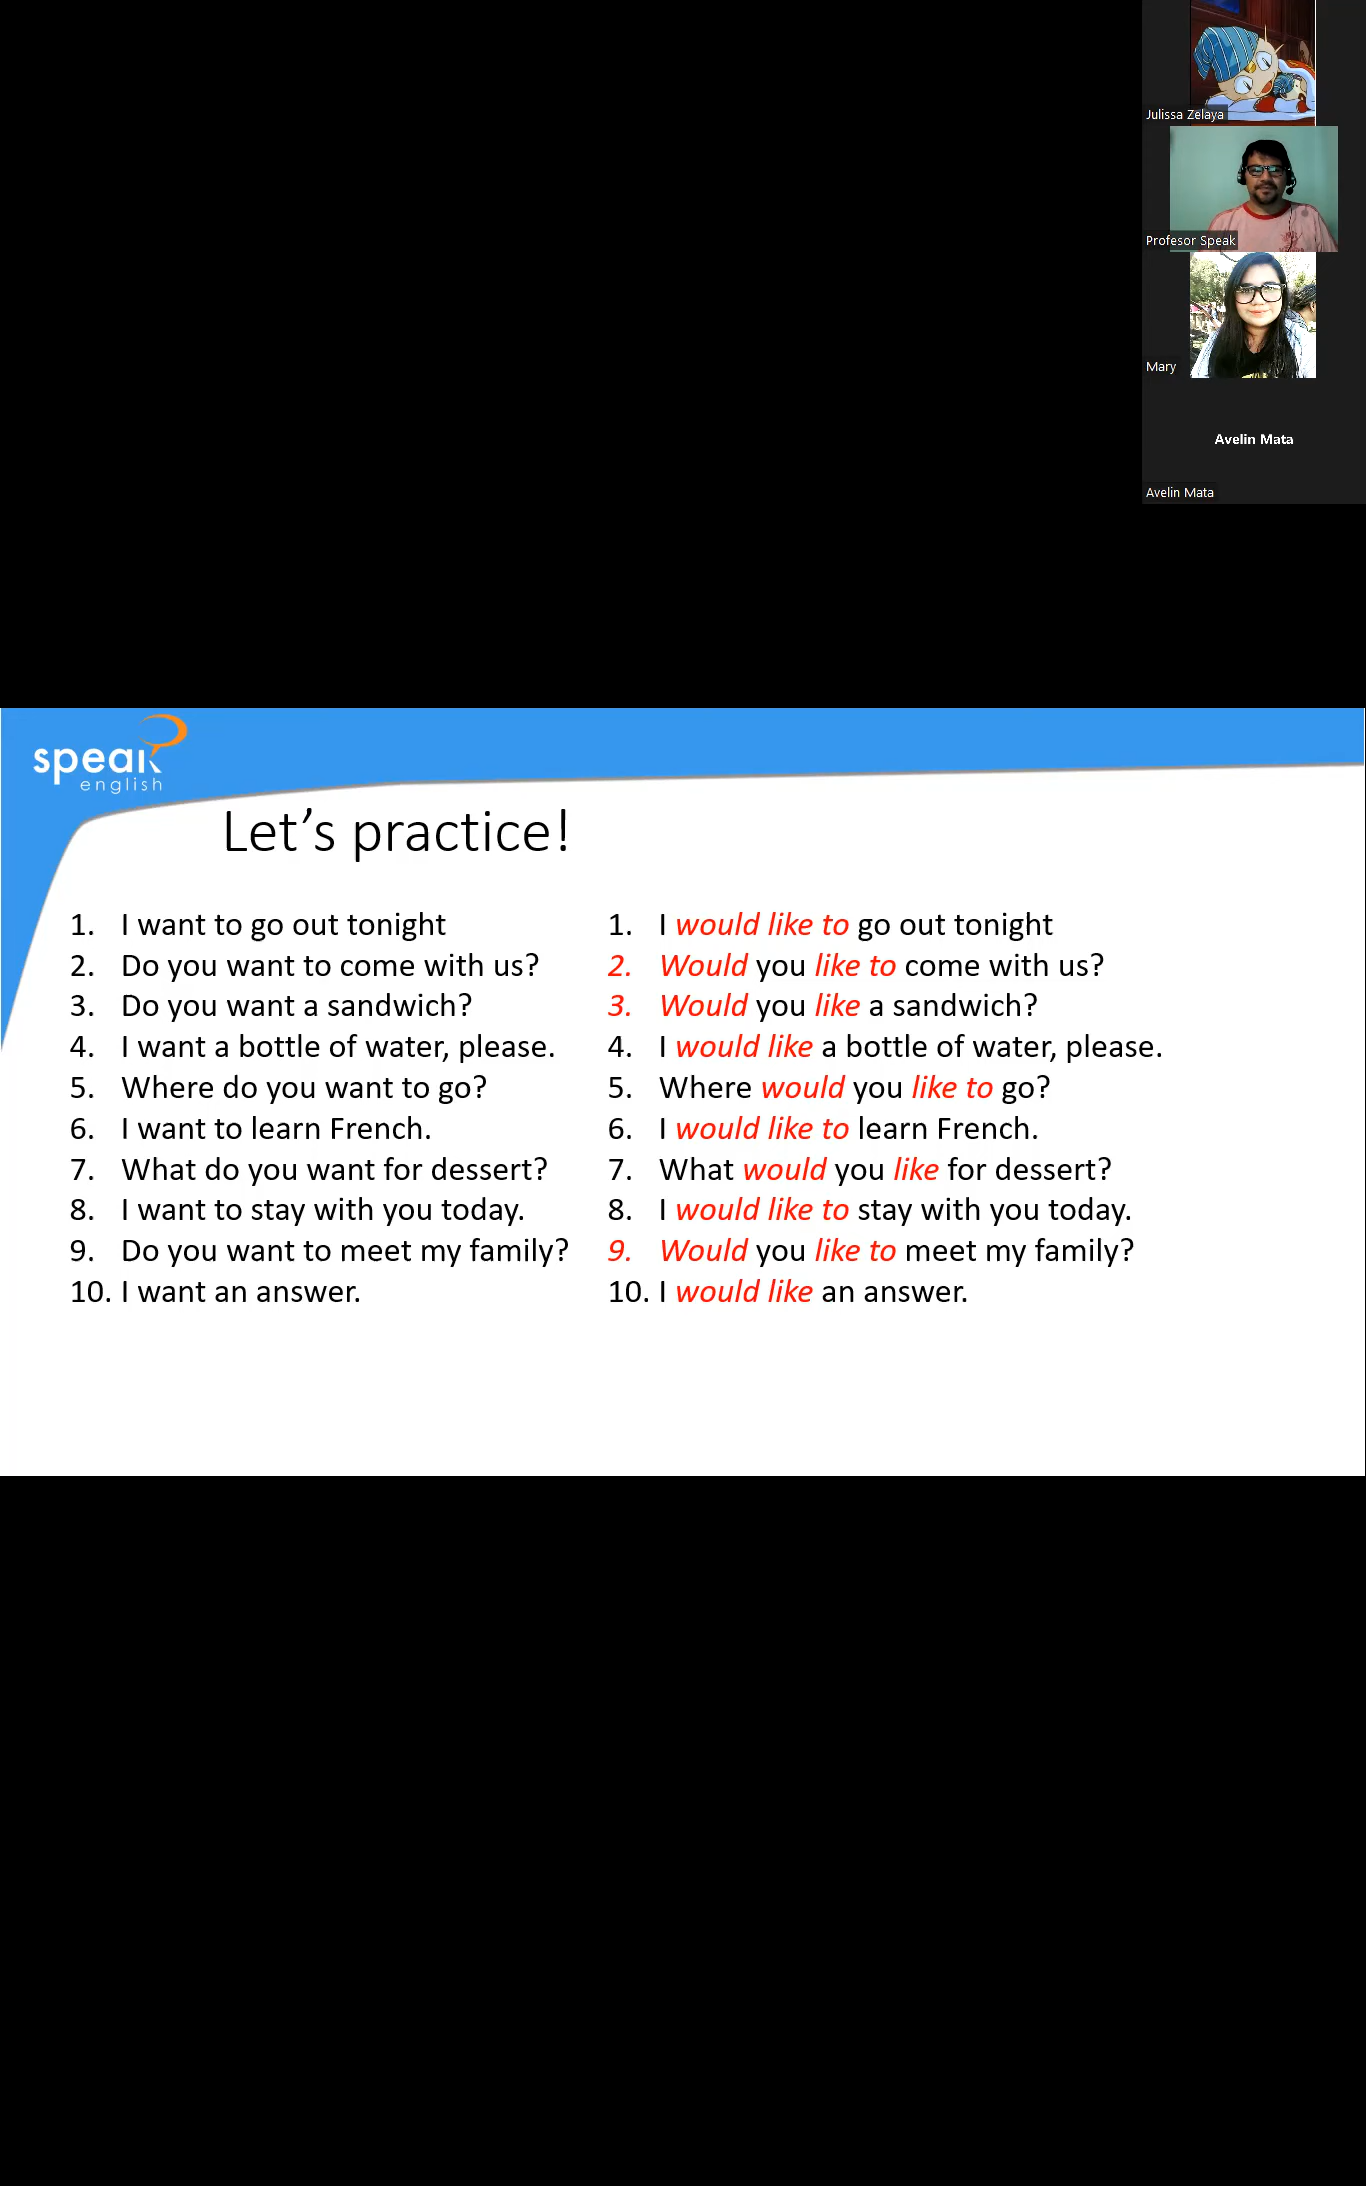 Julissa Zelaya
Profesor Speak
Mary
Avelin Mata
Avelin Mata
speak
english
Let's practice!
1. I want to go out tonight
2. Do you want to come with us?
3. Do you want a sandwich?
4. I want a bottle of water, please.
5. Where do you want to go?
6. I want to learn French.
7. What do you want for dessert?
8. I want to stay with you today.
9. Do you want to meet my family?
10. I want an answer.
1. I would like to go out tonight
2. Would you like to come with us?
3. Would you like a sandwich?
4. I would like a bottle of water, please.
5. Where would you like to go?
6. I would like to learn French.
7. What would you like for dessert?
8. I would like to stay with you today.
9. Would you like to meet my family?
10. I would like an answer.